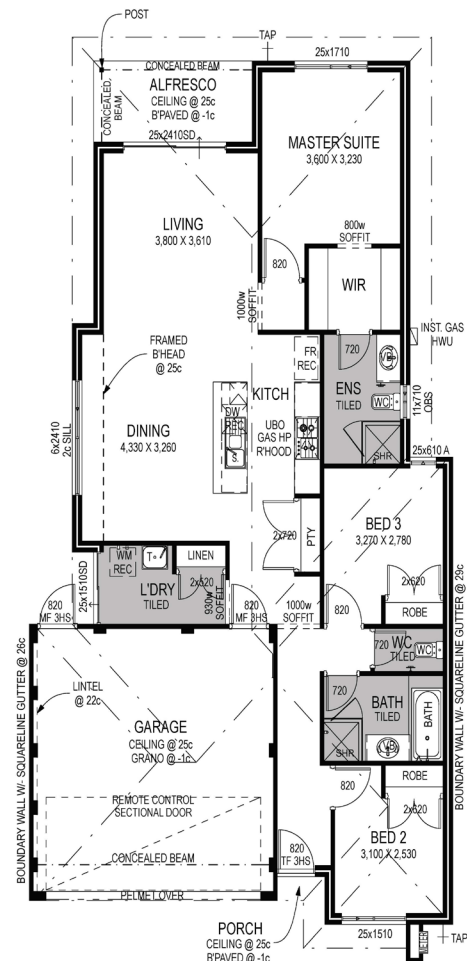 POST
TAP
25x1710
CONCEALED BEAM
ALFRESCO
CEILING @ 25c
B'PAVED @ -1c
CONCEALED
BEAM
25x2410SD
MASTER SUITE
3,600 X 3,230
LIVING
3,800 X 3,610
800w
SOFFIT
820
WIR
1000w
SOFFIT
FRAMED
B'HEAD
@ 25c
FR
REC
720
VB
INST. GAS
HWU
ENS
TILED
WC
11x710
OBS
KITCH
6x2410
2c SILL
DINING
4,330 X 3,260
DW
REC
S
UBO
GAS HP
R'HOOD
SHR
25x610 A
BED 3
3,270 X 2,780
2x720
PTY
WM
REC
T
LINEN
L'DRY
TILED
2x520
930w
SOFFIT
25x1510SD
820
MF 3HS
820
MF 3HS
1000w
SOFFIT
820
2x620
ROBE
720
WC
TILED
WC
LINTEL
@ 22c
GARAGE
CEILING @ 25c
GRANO @ -1c
720
BATH
TILED
BATH
SHR
VB
REMOTE CONTROL
SECTIONAL DOOR
820
ROBE
2x620
CONCEALED BEAM
BED 2
3,100 X 2,530
820
TF 3HS
PELMET OVER
PORCH
CEILING @ 25c
B'PAVED @ -1c
25x1510
METER
TAP
BOUNDARY WALL W/- SQUARELINE GUTTER @ 26c
BOUNDARY WALL W/- SQUARELINE GUTTER @ 29c